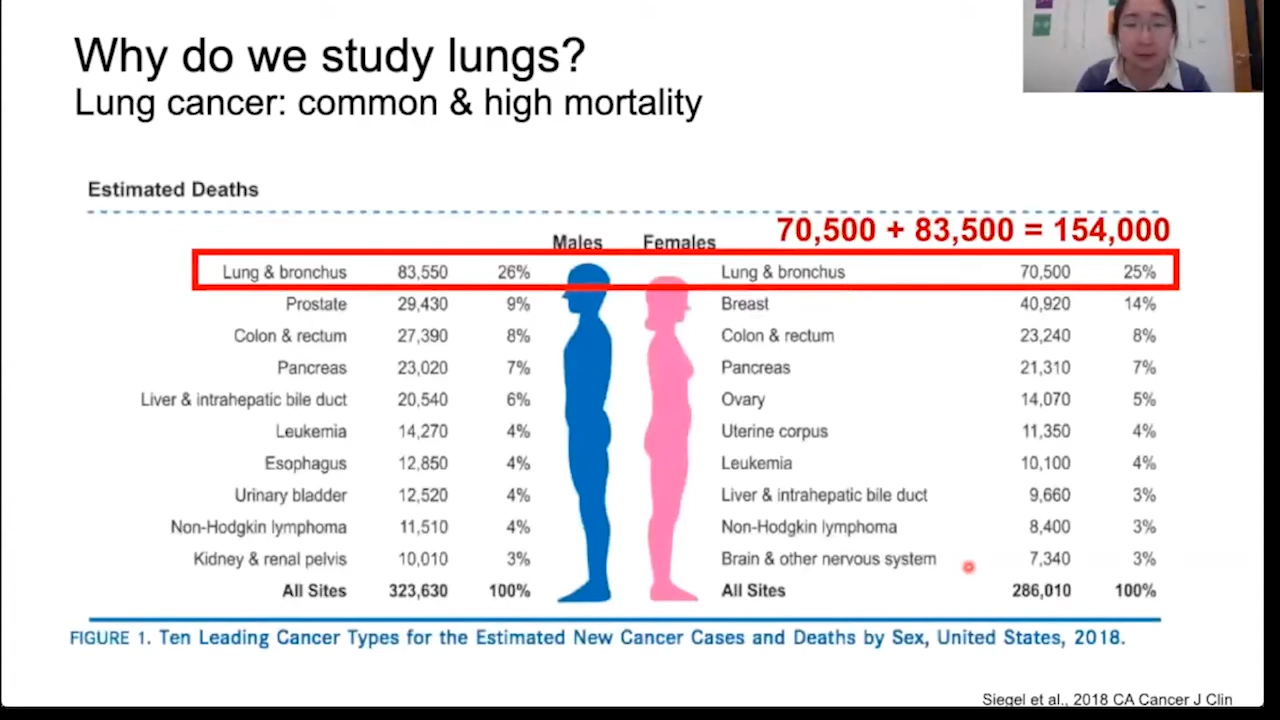 Why do we study lungs?
Lung cancer: common & high mortality
Estimated Deaths
70,500 + 83,500 = 154,000
Males Females
Lung & bronchus 83,550 26% Lung & bronchus 70,500 25%
Prostate 29,430 9% Breast 40,920 14%
Colon & rectum 27,390 8% Colon & rectum 23,240 8%
Pancreas 23,020 7% Pancreas 21,310 7%
Liver & intrahepatic bile duct 20,540 6% Ovary 14,070 5%
Leukemia 14,270 4% Uterine corpus 11,350 4%
Esophagus 12,850 4% Leukemia 10,100 4%
Urinary bladder 12,520 4% Liver & intrahepatic bile duct 9,660 3%
Non-Hodgkin lymphoma 11,510 4% Non-Hodgkin lymphoma 8,400 3%
Kidney & renal pelvis 10,010 3% Brain & other nervous system 7,340 3%
All Sites 323,630 100% All Sites 286,010 100%
FIGURE 1. Ten Leading Cancer Types for the Estimated New Cancer Cases and Deaths by Sex, United States, 2018.
Siegel et al., 2018 CA Cancer J Clin